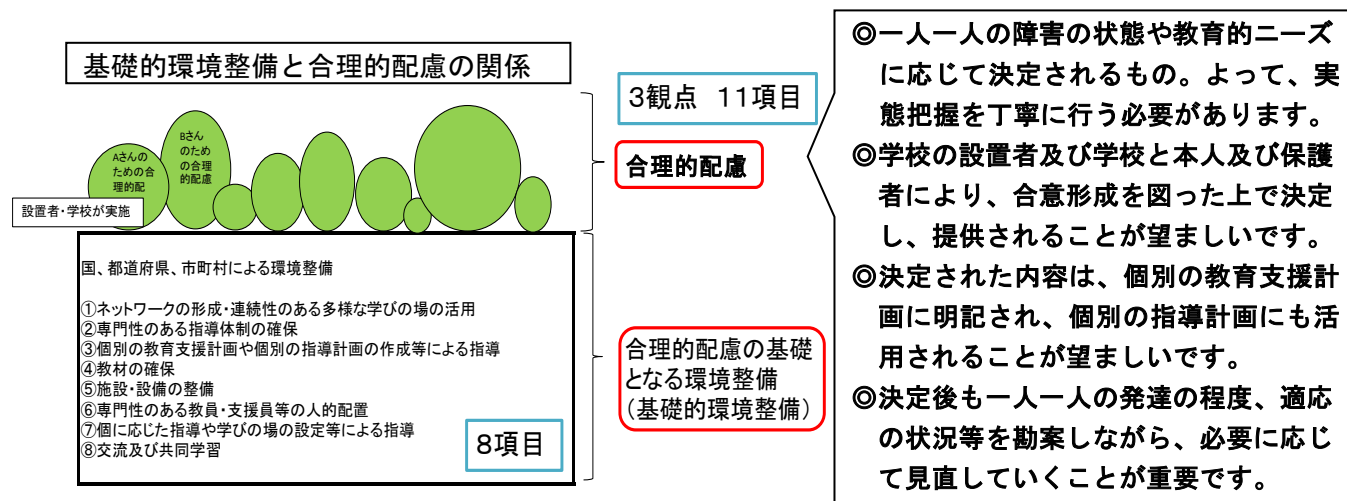 基礎的環境整備と合理的配慮の関係
Aさんの
ための合
理的配
Bさん
のため
の合理
的配慮
設置者・学校が実施
3観点 11項目
合理的配慮
国、都道府県、市町村による環境整備
①ネットワークの形成・連続性のある多様な学びの場の活用
②専門性のある指導体制の確保
③個別の教育支援計画や個別の指導計画の作成等による指導
④教材の確保
⑤施設・設備の整備
⑥専門性のある教員・支援員等の人的配置
⑦個に応じた指導や学びの場の設定等による指導
⑧交流及び共同学習
8項目
合理的配慮の基礎
となる環境整備
(基礎的環境整備)
◎一人一人の障害の状態や教育的ニーズ
に応じて決定されるもの。よって、実
態把握を丁寧に行う必要があります。
◎学校の設置者及び学校と本人及び保護
者により、合意形成を図った上で決定
し、提供されることが望ましいです。
◎決定された内容は、個別の教育支援計
画に明記され、個別の指導計画にも活
用されることが望ましいです。
◎決定後も一人一人の発達の程度、適応
の状況等を勘案しながら、必要に応じ
て見直していくことが重要です。